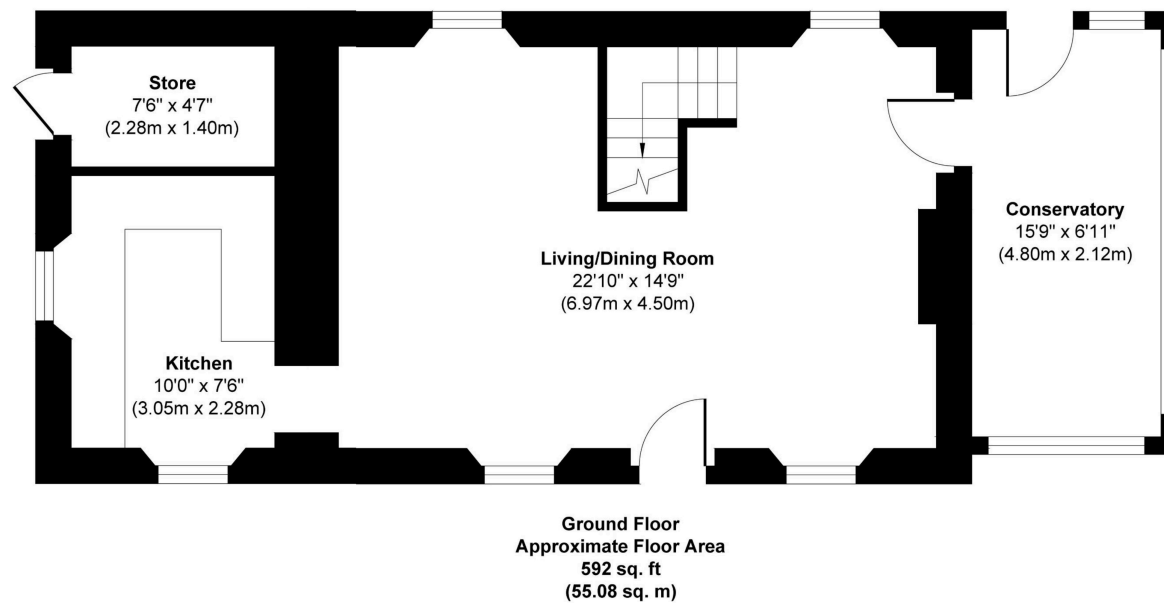 Store
7'6" x 4'7"
(2.28m x 1.40m)
Living/Dining Room
22'10" x 14'9"
(6.97m x 4.50m)
Conservatory
15'9" x 6'11"
(4.80m x 2.12m)
Kitchen
10'0" x 7'6"
(3.05m x 2.28m)
Ground Floor
Approximate Floor Area
592 sq. ft
(55.08 sq. m)